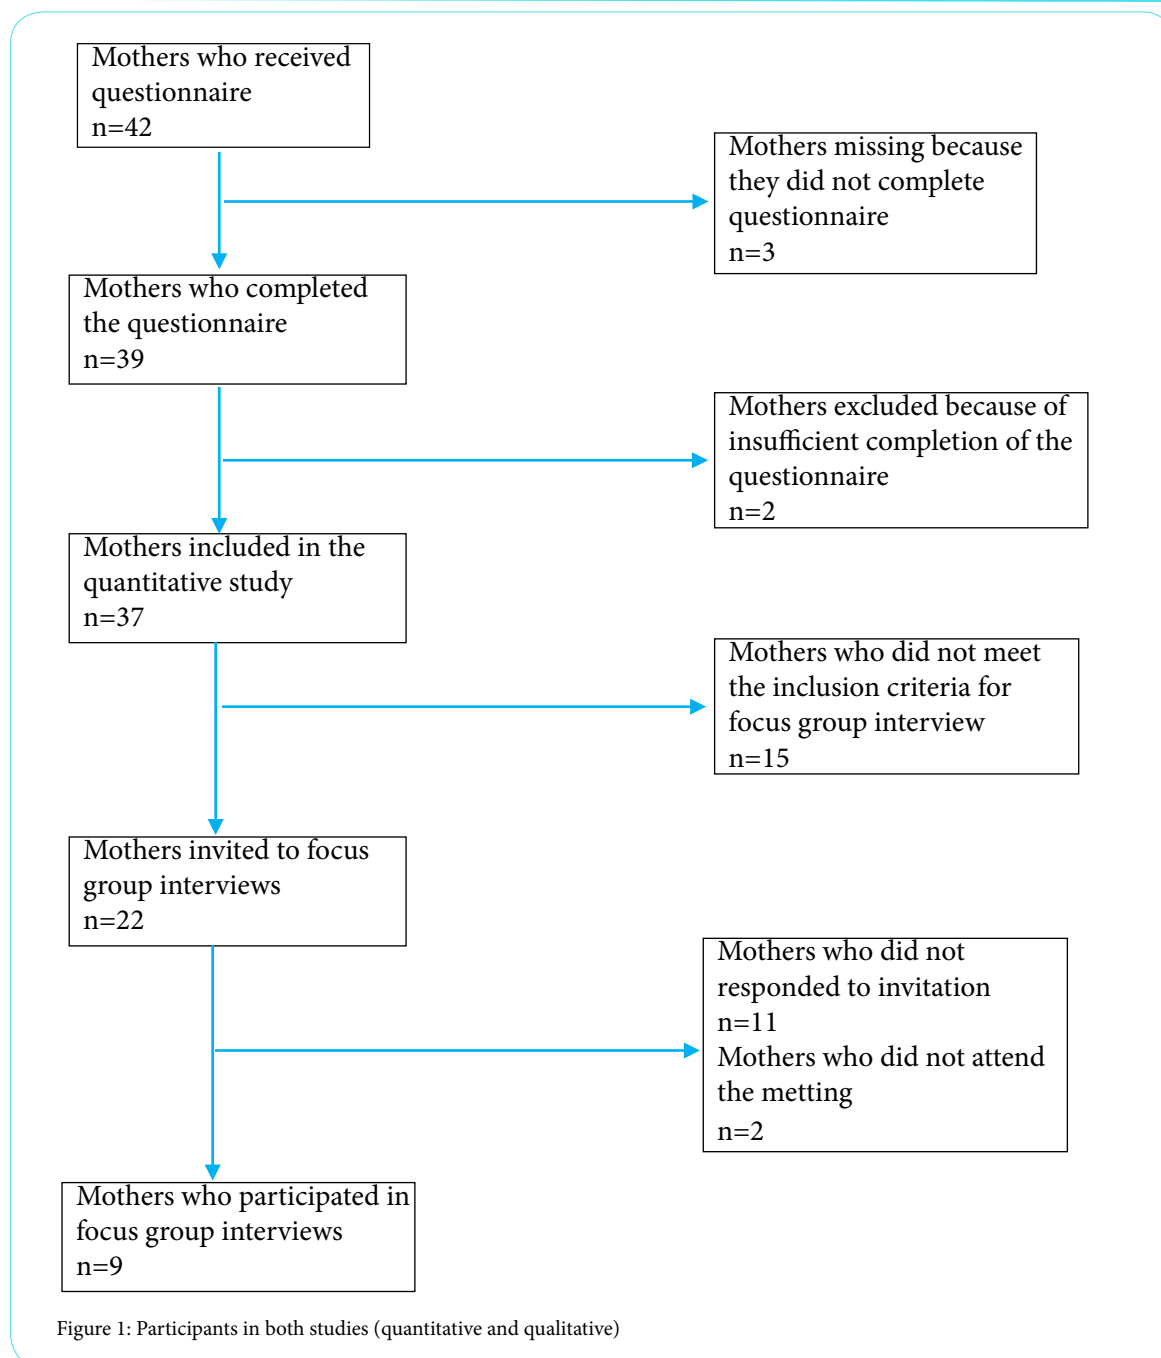 Mothers who received
questionnaire
n=42
Mothers missing because
they did not complete
questionnaire
n=3
Mothers who completed
the questionnaire
n=39
Mothers excluded because of
insufficient completion of the
questionnaire
n=2
Mothers included in the
quantitative study
n=37
Mothers who did not meet
the inclusion criteria for
focus group interview
n=15
Mothers invited to focus
group interviews
n=22
Mothers who did not
responded to invitation
n=11
Mothers who did not attend
the metting
n=2
Mothers who participated in
focus group interviews
n=9
Figure 1: Participants in both studies (quantitative and qualitative)